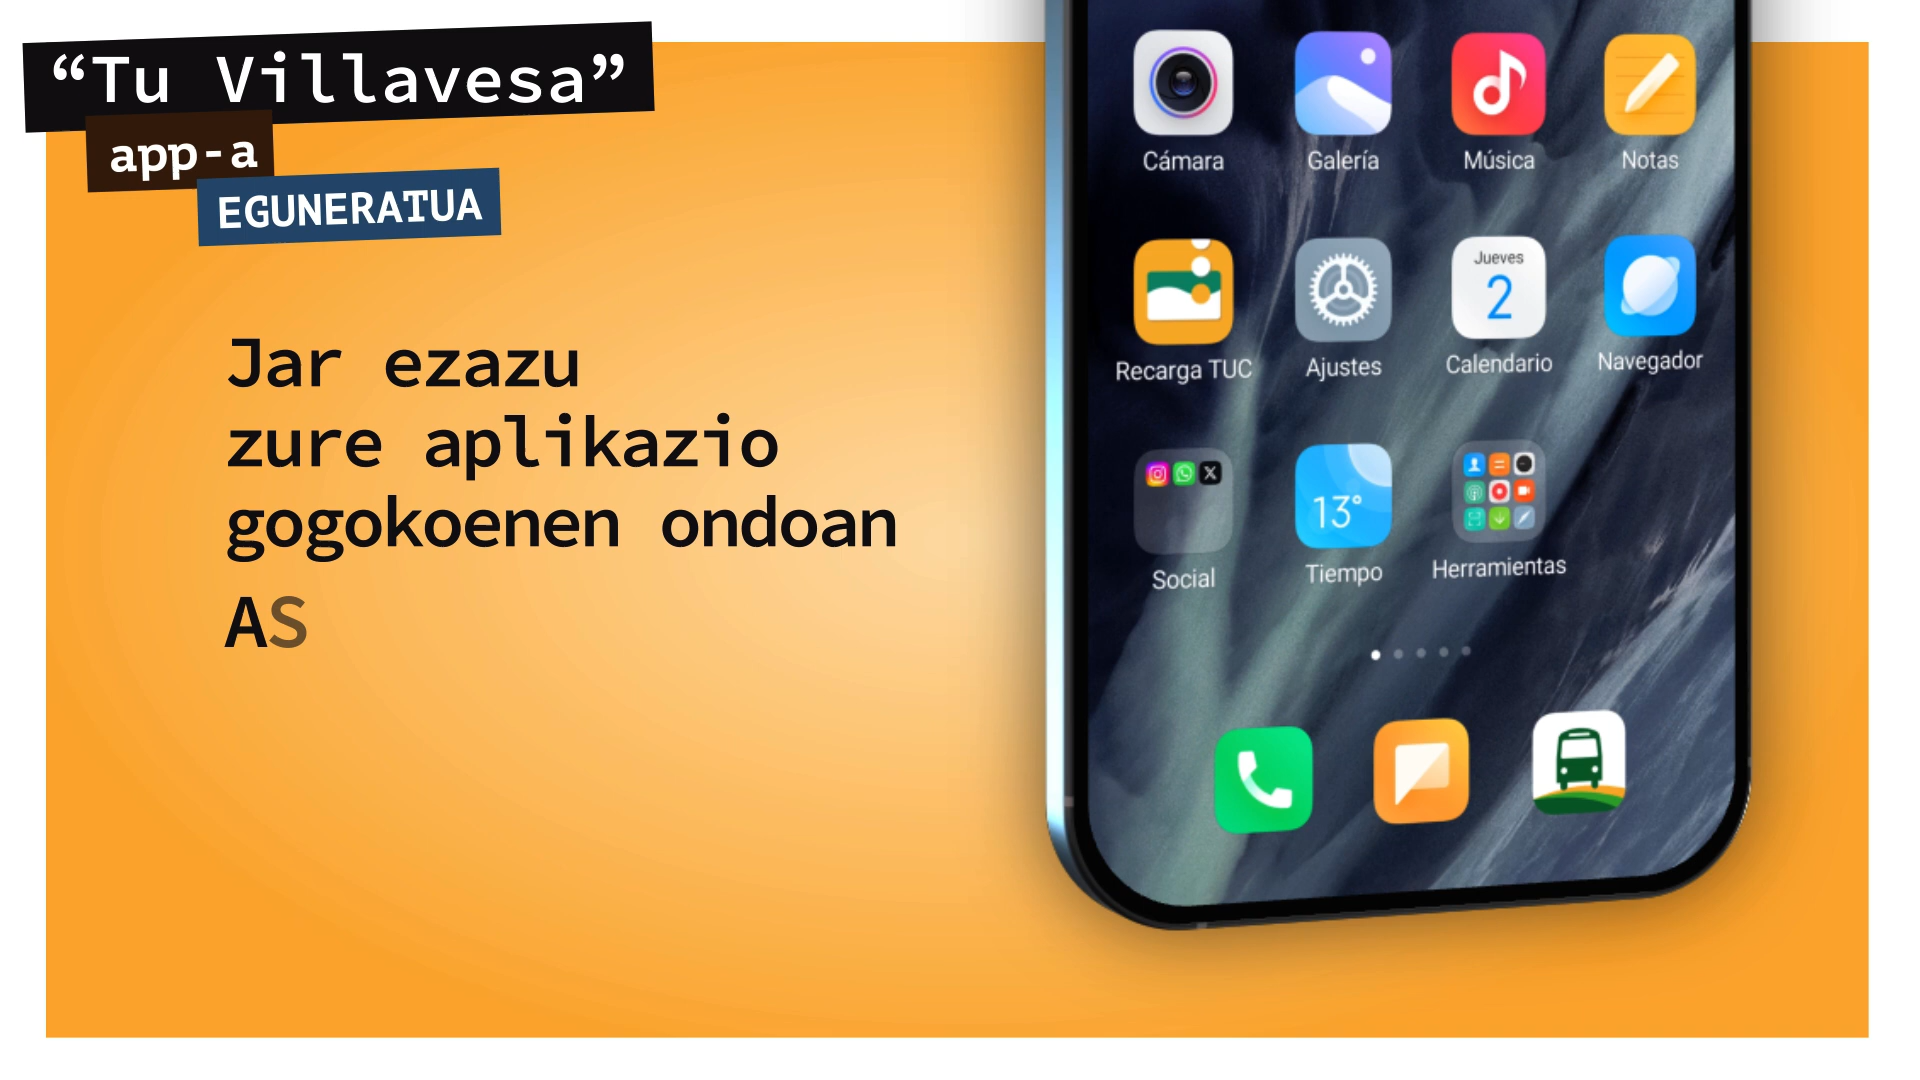 “Tu Villavesa”
app-a
EGUNERATUA
Jar ezazu
zure aplikazio
gogokoenen ondoan
AS
Cámara Galería Música Notas
Jueves
2
Recarga TUC Ajustes Calendario Navegador
13°
Social Tiempo Herramientas